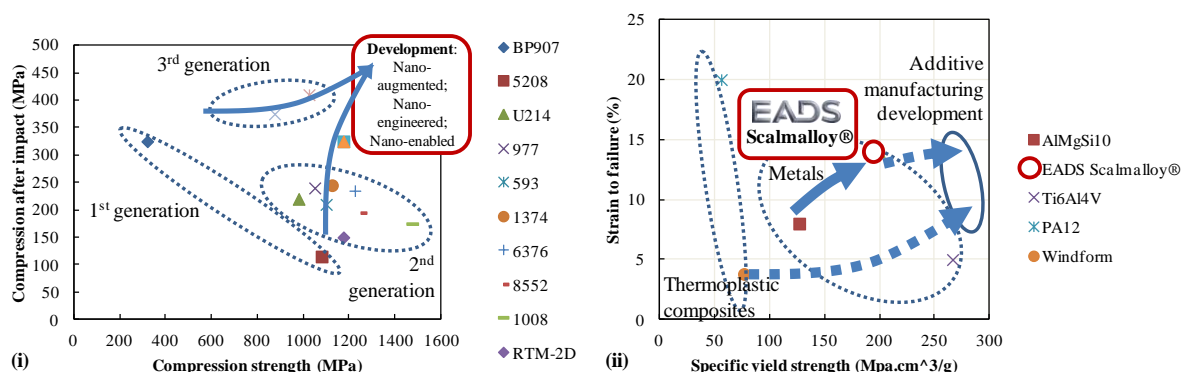 500
450
400
350
300
250
200
150
100
50
0
Compression after impact (MPa)
0
200
400
600
800
1000
1200
1400
1600
Compression strength (MPa)
(i)
3rd generation
1st generation
2nd
generation
Development:
Nano-
augmented;
Nano-
engineered;
Nano-enabled
BP907
5208
U214
977
593
1374
6376
8552
1008
RTM-2D
25
20
15
10
5
0
Strain to failure (%)
0
50
100
150
200
250
300
Specific yield strength (Mpa.cm^3/g)
(ii)
EADS
Scalmalloy®
Metals
Additive
manufacturing
development
Thermoplastic
composites
AlMgSi10
EADS Scalmalloy®
Ti6Al4V
PA12
Windform